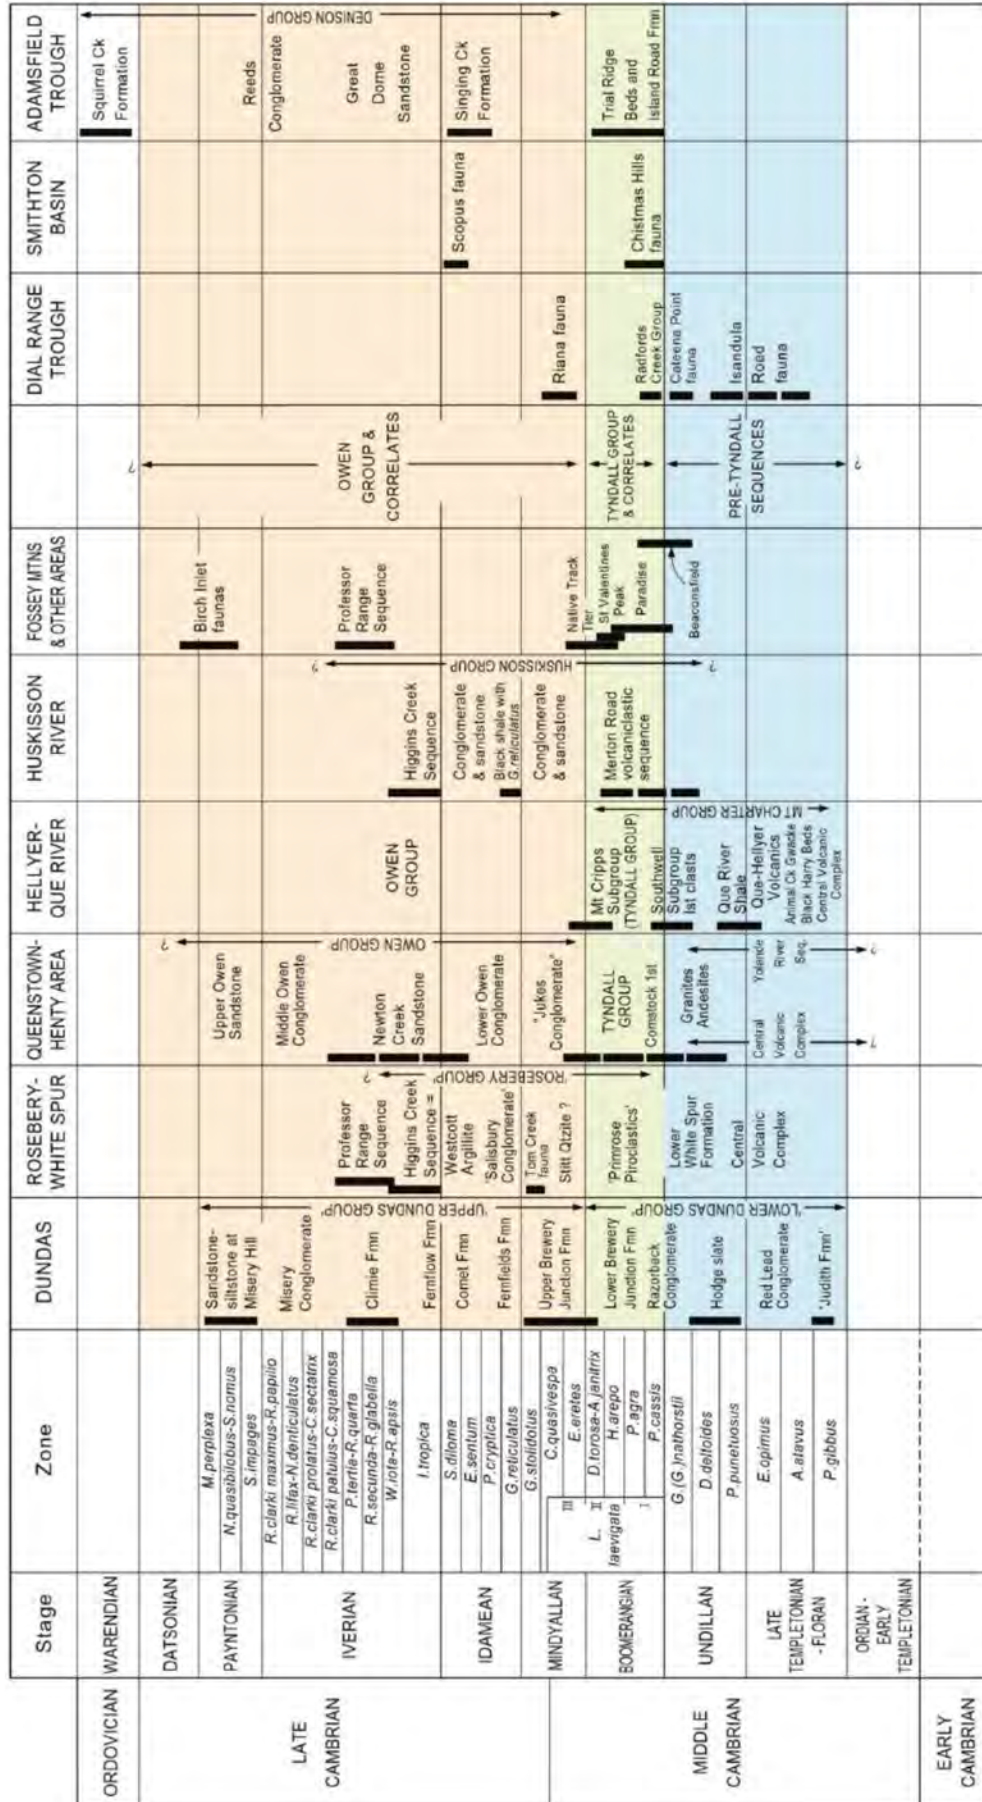 Stage
Zone
DUNDAS
ROSEBERY-
WHITE SPUR
QUEENSTOWN-
HENTY AREA
HELLYER-
QUE RIVER
HUSKISSON
RIVER
FOSSEY MTNS
& OTHER AREAS
DIAL RANGE
TROUGH
SMITHTON
BASIN
ADAMSFIELD
TROUGH
ORDOVICIAN
LATE
CAMBRIAN
MIDDLE
CAMBRIAN
EARLY
CAMBRIAN
WARENDIAN
DATSONIAN
PAYNTONIAN
IVERIAN
IDAMEAN
MINDYALLAN
BOOMERANGIAN
UNDILLAN
LATE
TEMPLETONIAN
- FLORAN
ORDIAN -
EARLY
TEMPLETONIAN
M.perplexa
N.quasibilobus-S.nomus
S.impages
R.clarki maximus-R.papilio
R.lifax-N.denticulatus
R.clarki prolatus-C.sectatrix
R.clarki patulus-C.squamosa
P.tertia-R.quarta
R.secunda-R.glabella
W.iota-R.apsis
I.tropica
S.diloma
E.sentum
P.cryptica
G.reticulatus
G.stolidotus
C.quasivespa
E.eretes
D.torosa-A.janitrix
H.arepo
P.agra
P.cassis
III
II
I
L.
laevigata
G.(G.)nathorstii
D.deltoides
P.punetuosus
E.opimus
A.atavus
P.gibbus
Sandstone-
siltstone at
Misery Hill
Misery
Conglomerate
Climie Fmn
Fernflow Fmn
Comet Fmn
Fernfields Fmn
Upper Brewery
Junction Fmn
Lower Brewery
Junction Fmn
Razorback
Conglomerate
Hodge slate
Red Lead
Conglomerate
'Judith Fmn'
'UPPER DUNDAS GROUP'
'LOWER DUNDAS GROUP'
Professor
Range
Sequence
Higgins Creek
Sequence =
Westcott
Argillite
'Salisbury
Conglomerate'
Tom Creek
fauna
Stitt Qtzite ?
'Primrose
Piroclastics'
Lower
White Spur
Formation
Central
Volcanic
Complex
?
'ROSEBERY GROUP'
Upper Owen
Sandstone
Middle Owen
Conglomerate
Newton
Creek
Sandstone
Lower Owen
Conglomerate
"Jukes
Conglomerate"
TYNDALL
GROUP
Comstock 1st
Granites
Andesites
Central
Volcanic
Complex
Yolande
River
Seq.
?
?
?
OWEN GROUP
OWEN
GROUP
Mt Cripps
Subgroup
(TYNDALL GROUP)
Southwell
Subgroup
lst clasts
Que River
Shale
Que-Hellyer
Volcanics
Animal Ck Gwacke
Black Harry Beds
Central Volcanic
Complex
MT CHARTER GROUP
Higgins Creek
Sequence
Conglomerate
& sandstone
Black shale with
G.reticulatus
Conglomerate
& sandstone
Merton Road
volcaniclastic
sequence
?
HUSKISSON GROUP
?
Birch Inlet
faunas
Professor
Range
Sequence
Native Track
Tier
St Valentines
Peak
Paradise
Beaconsfield
?
OWEN
GROUP &
CORRELATES
TYNDALL GROUP
& CORRELATES
PRE-TYNDALL
SEQUENCES
?
Riana fauna
Radfords
Creek Group
Cateena Point
fauna
Isandula
Road
fauna
Scopus fauna
Chistmas Hills
fauna
Squirrel Ck
Formation
Reeds
Conglomerate
Great
Dome
Sandstone
Singing Ck
Formation
Trial Ridge
Beds and
Island Road Fmn
DENISON GROUP